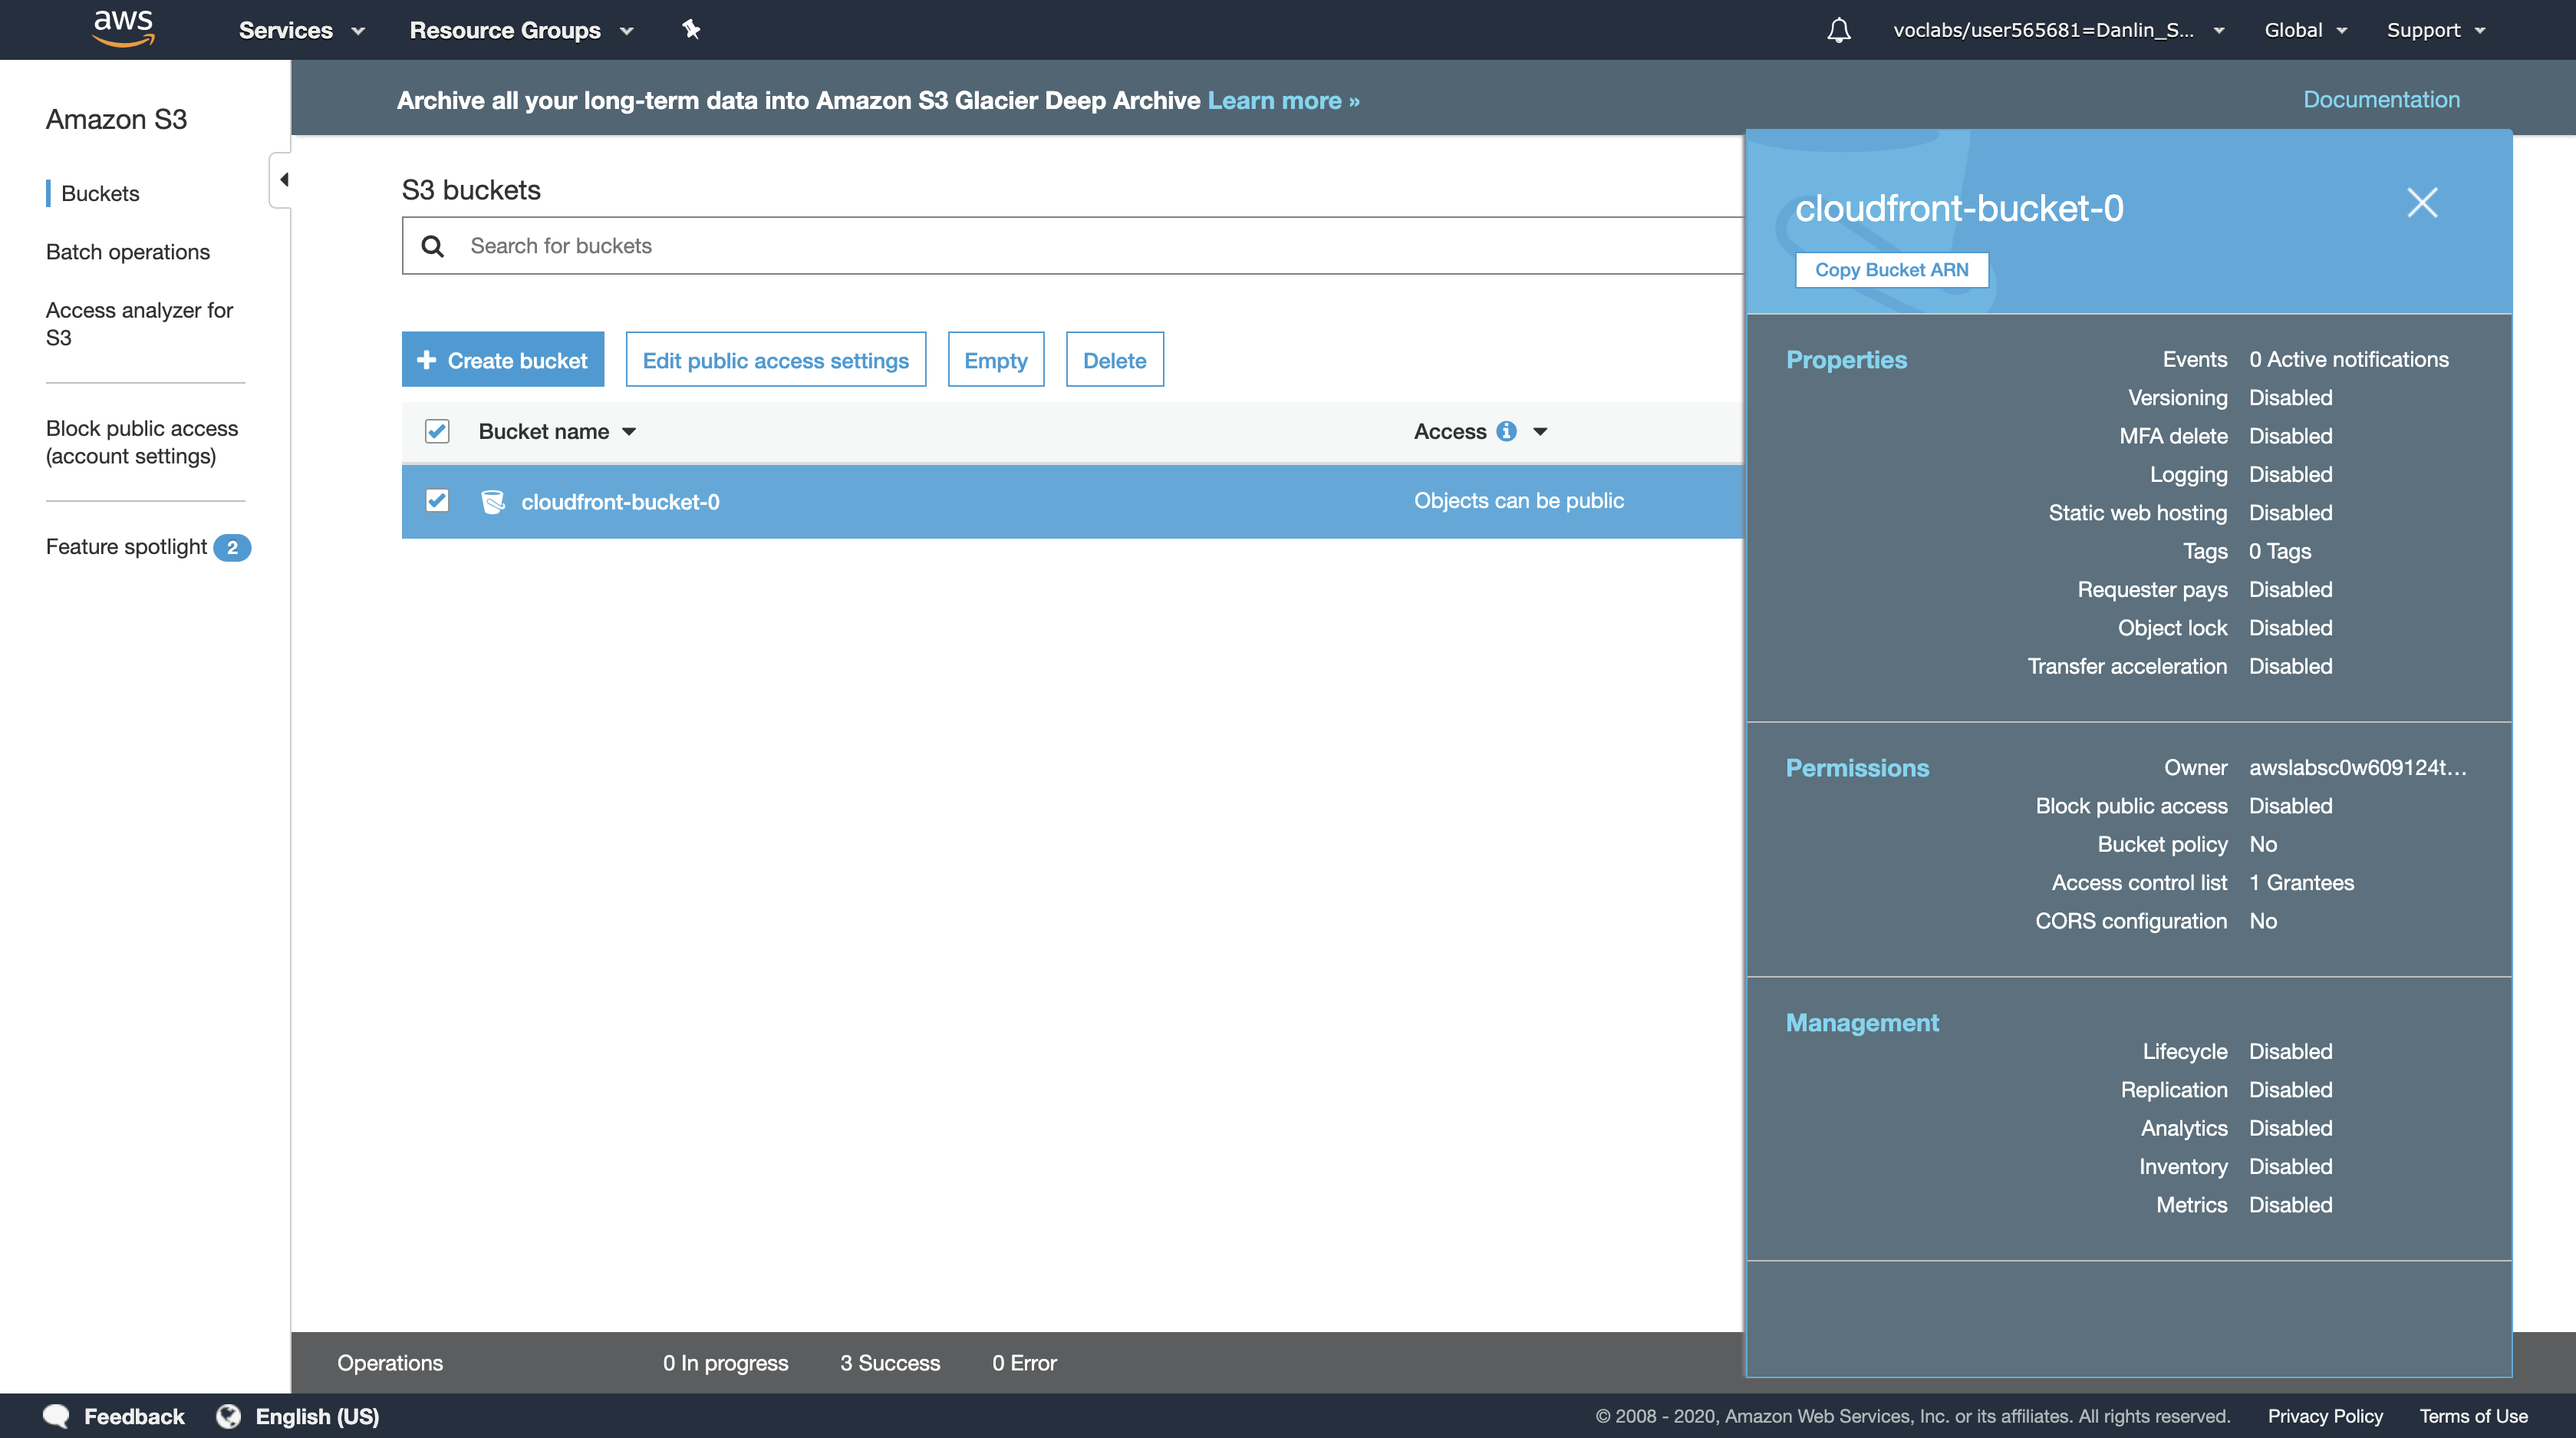 aws
Services
Resource Groups
voclabs/user565681=Danlin_S...
Global
Support
Amazon S3
Buckets
Batch operations
Access analyzer for
S3
Block public access
(account settings)
Feature spotlight 2
Archive all your long-term data into Amazon S3 Glacier Deep Archive Learn more »
Documentation
S3 buckets
Search for buckets
Create bucket
Edit public access settings
Empty
Delete
Bucket name
Access
cloudfront-bucket-0
Objects can be public
cloudfront-bucket-0
Copy Bucket ARN
Properties
Events 0 Active notifications
Versioning Disabled
MFA delete Disabled
Logging Disabled
Static web hosting Disabled
Tags 0 Tags
Requester pays Disabled
Object lock Disabled
Transfer acceleration Disabled
Permissions
Owner awslabsc0w609124t...
Block public access Disabled
Bucket policy No
Access control list 1 Grantees
CORS configuration No
Management
Lifecycle Disabled
Replication Disabled
Analytics Disabled
Inventory Disabled
Metrics Disabled
Operations 0 In progress 3 Success 0 Error
Feedback
English (US)
© 2008 - 2020, Amazon Web Services, Inc. or its affiliates. All rights reserved.
Privacy Policy
Terms of Use